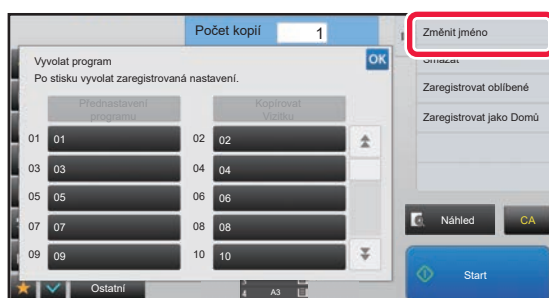 Počet kopií 1
Změnit jméno
Smazat
Zaregistrovat oblíbené
Zaregistrovat jako Domů
Vyvolat program
OK
Po stisku vyvolat zaregistrovaná nastavení.
Přednastavení
programu
Kopírovat
Vizitku
01 01
02 02
03 03
04 04
05 05
06 06
07 07
08 08
09 09
10 10
Náhled
CA
Start
Ostatní
4 A3